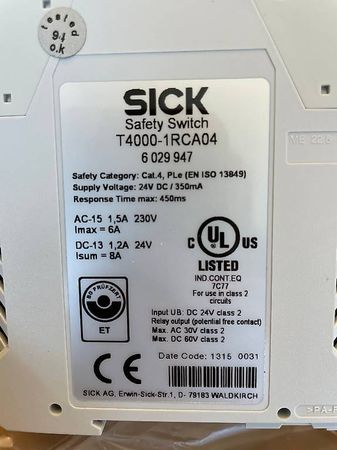 tested
94
o.k
SICK
Safety Switch
T4000-1RCA04
6 029 947
Safety Category: Cat.4, PLe (EN ISO 13849)
Supply Voltage: 24V DC / 350mA
Response Time max: 450ms
AC-15 1,5A 230V
Imax = 6A
DC-13 1,2A 24V
Isum = 8A
C UL US
LISTED
IND.CONT.EQ
7C77
For use in class 2
circuits
BG PRÜFZERT
ET
Input UB: DC 24V class 2
Relay output (potential free contact)
Max. AC 30V class 2
Max. DC 60V class 2
CE
Date Code: 1315 0031
SICK AG, Erwin-Sick-Str.1, D- 79183 WALDKIRCH